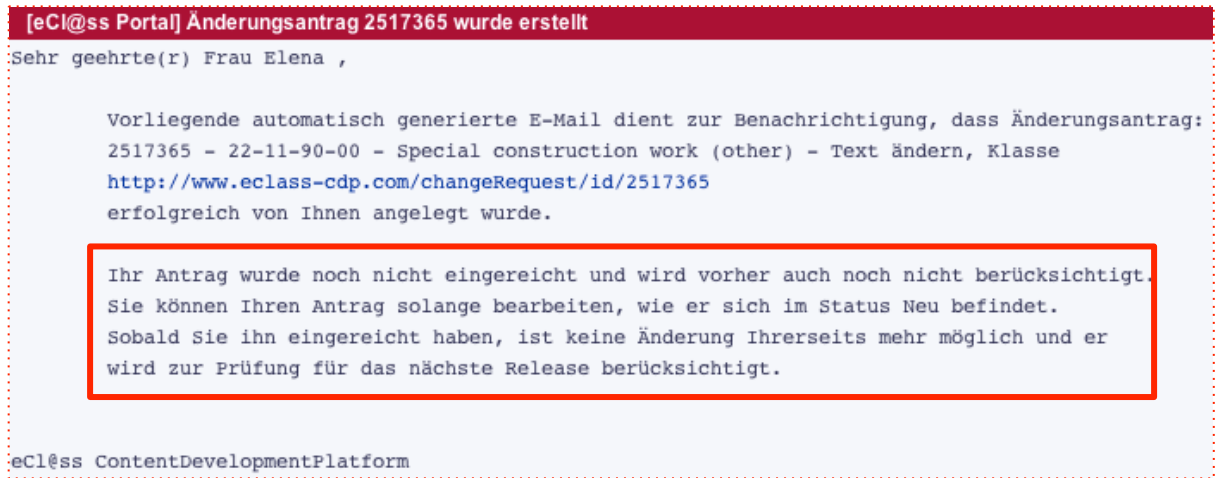 [eCl@ss Portal] Änderungsantrag 2517365 wurde erstellt
Sehr geehrte(r) Frau Elena ,
Vorliegende automatisch generierte E-Mail dient zur Benachrichtigung, dass Änderungsantrag:
2517365 - 22-11-90-00 - Special construction work (other) - Text ändern, Klasse
http://www.eclass-cdp.com/changeRequest/id/2517365
erfolgreich von Ihnen angelegt wurde.
Ihr Antrag wurde noch nicht eingereicht und wird vorher auch noch nicht berücksichtigt.
Sie können Ihren Antrag solange bearbeiten, wie er sich im Status Neu befindet.
Sobald Sie ihn eingereicht haben, ist keine Änderung Ihrerseits mehr möglich und er
wird zur Prüfung für das nächste Release berücksichtigt.
eCl@ss ContentDevelopmentPlatform